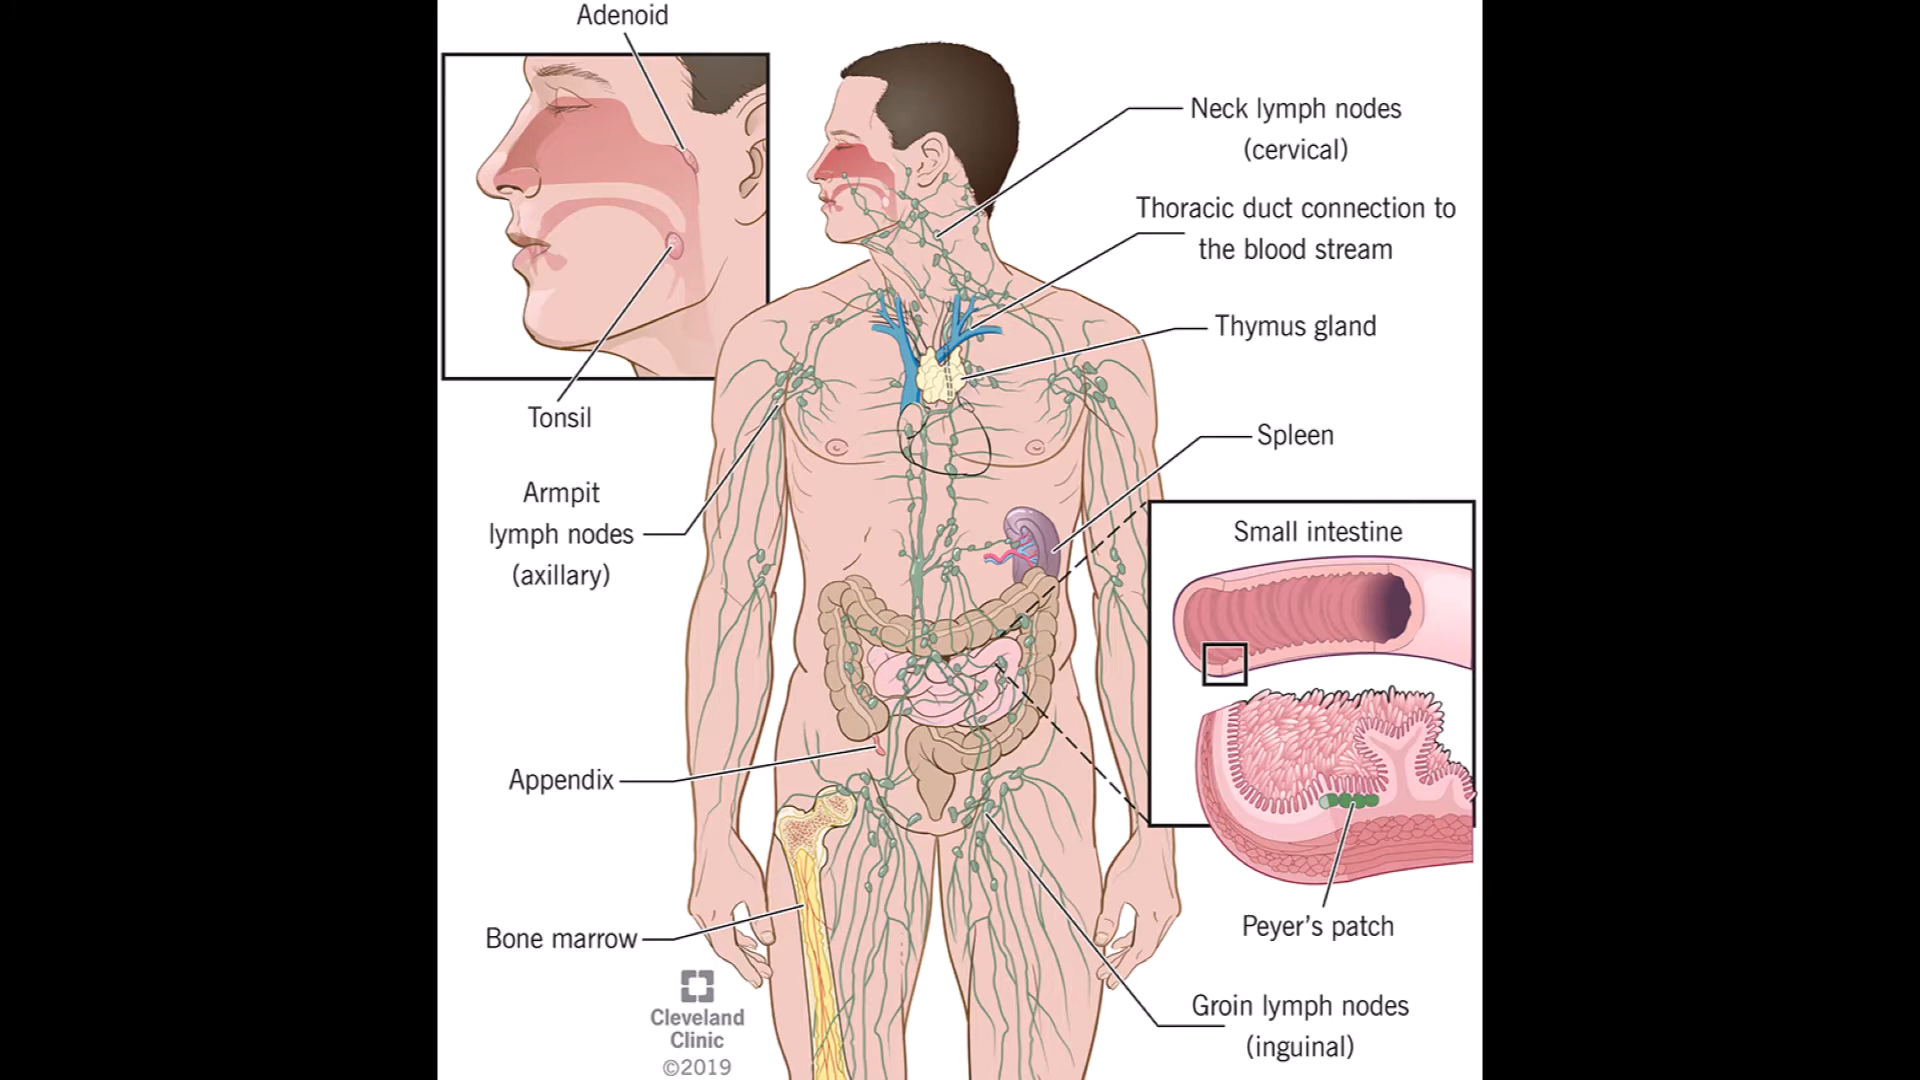 Adenoid
Neck lymph nodes
(cervical)
Thoracic duct connection to
the blood stream
Thymus gland
Tonsil
Spleen
Armpit
lymph nodes
(axillary)
Small intestine
Appendix
Peyer’s patch
Bone marrow
Groin lymph nodes
(inguinal)
Cleveland
Clinic
©2019